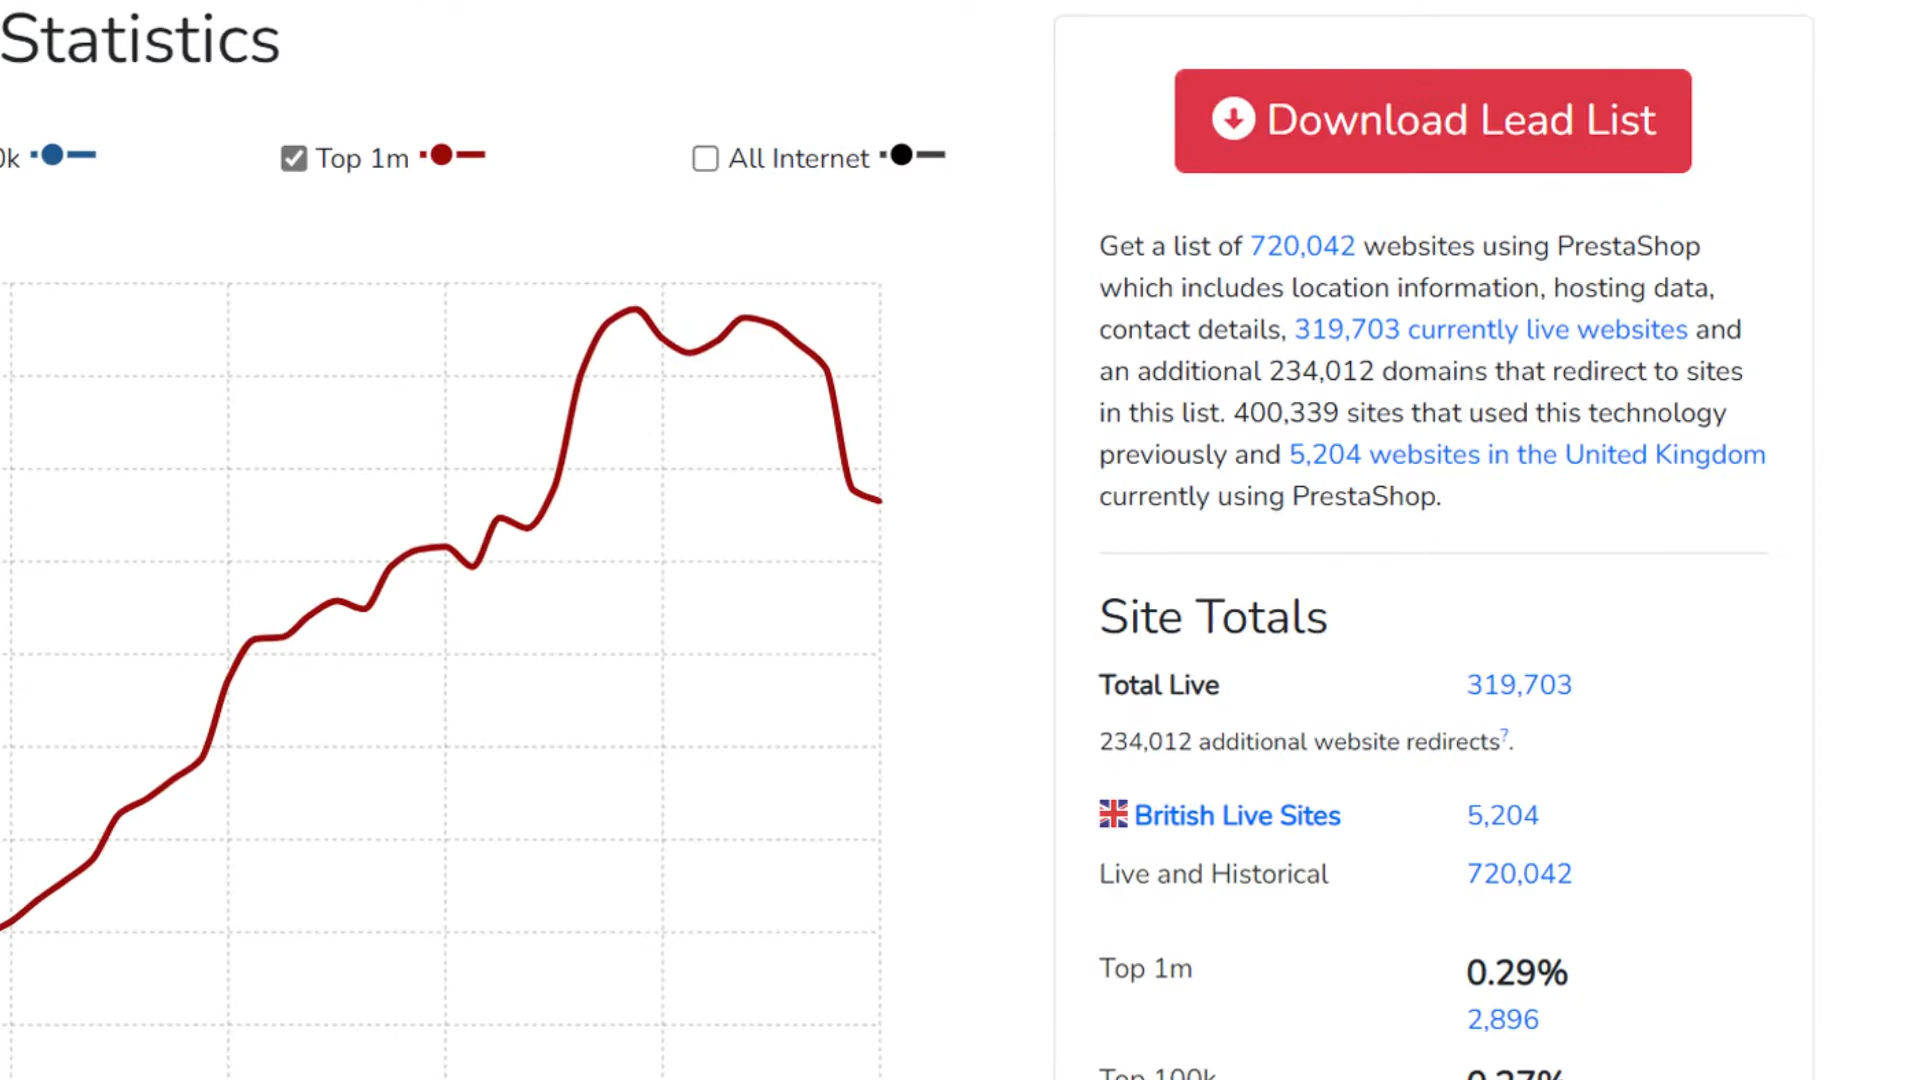 Statistics
0k
Top 1m
All Internet
Download Lead List
Get a list of 720,042 websites using PrestaShop
which includes location information, hosting data,
contact details, 319,703 currently live websites and
an additional 234,012 domains that redirect to sites
in this list. 400,339 sites that used this technology
previously and 5,204 websites in the United Kingdom
currently using PrestaShop.
Site Totals
Total Live 319,703
234,012 additional website redirects?.
British Live Sites 5,204
Live and Historical 720,042
Top 1m 0.29%
2,896
Top 100k